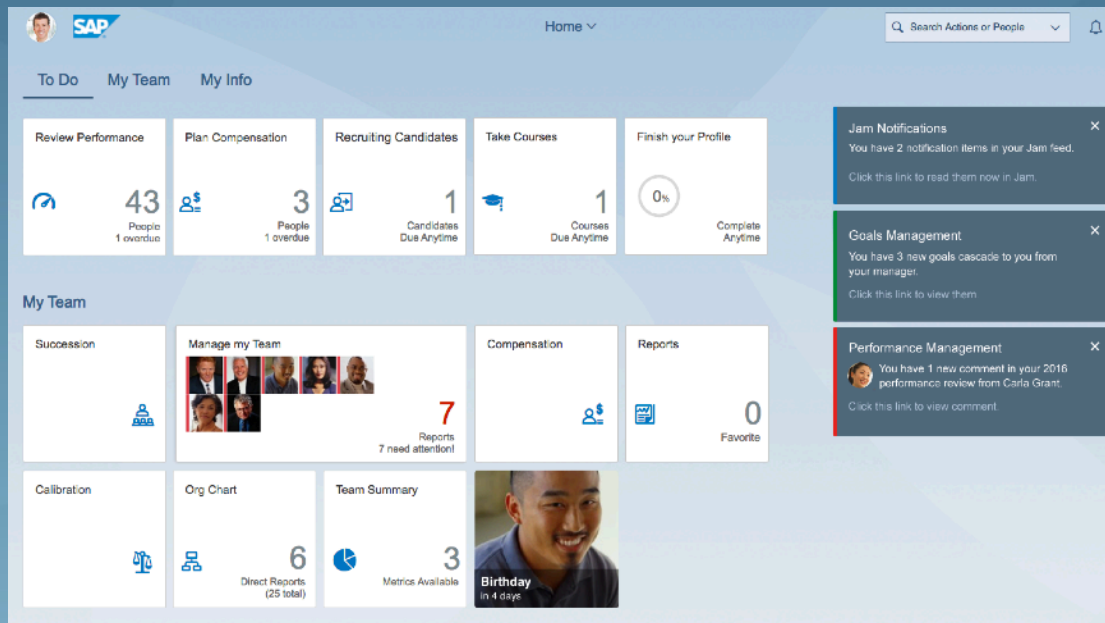 SAP
Home
Search Actions or People
To Do
My Team
My Info
Review Performance
43
People
1 overdue
Plan Compensation
3
People
1 overdue
Recruiting Candidates
1
Candidates
Due Anytime
Take Courses
1
Courses
Due Anytime
Finish your Profile
0%
Complete
Anytime
Jam Notifications
You have 2 notification items in your Jam feed.
Click this link to read them now in Jam.
Goals Management
You have 3 new goals cascade to you from
your manager.
Click this link to view them
Performance Management
You have 1 new comment in your 2016
performance review from Carla Grant.
Click this link to view comment.
My Team
Succession
Manage my Team
7
Reports
7 need attention!
Compensation
Reports
0
Favorite
Calibration
Org Chart
6
Direct Reports
(25 total)
Team Summary
3
Metrics Available
Birthday
in 4 days